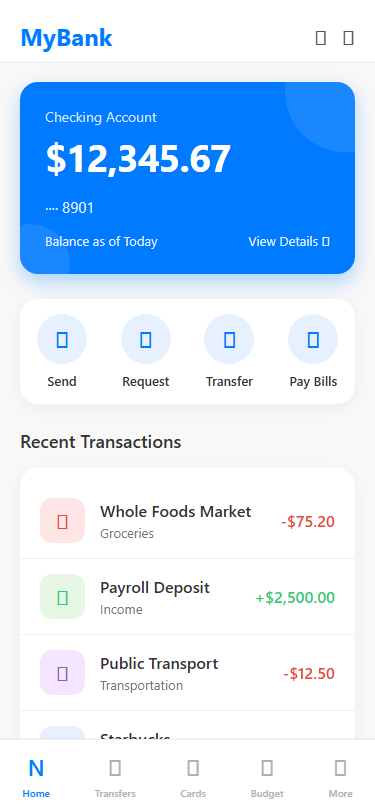 MyBank
Checking Account
$12,345.67
···· 8901
Balance as of Today
View Details
Send
Request
Transfer
Pay Bills
Recent Transactions
Whole Foods Market
Groceries
-$75.20
Payroll Deposit
Income
+$2,500.00
Public Transport
Transportation
-$12.50
Starbucks
N
Home
Transfers
Cards
Budget
More